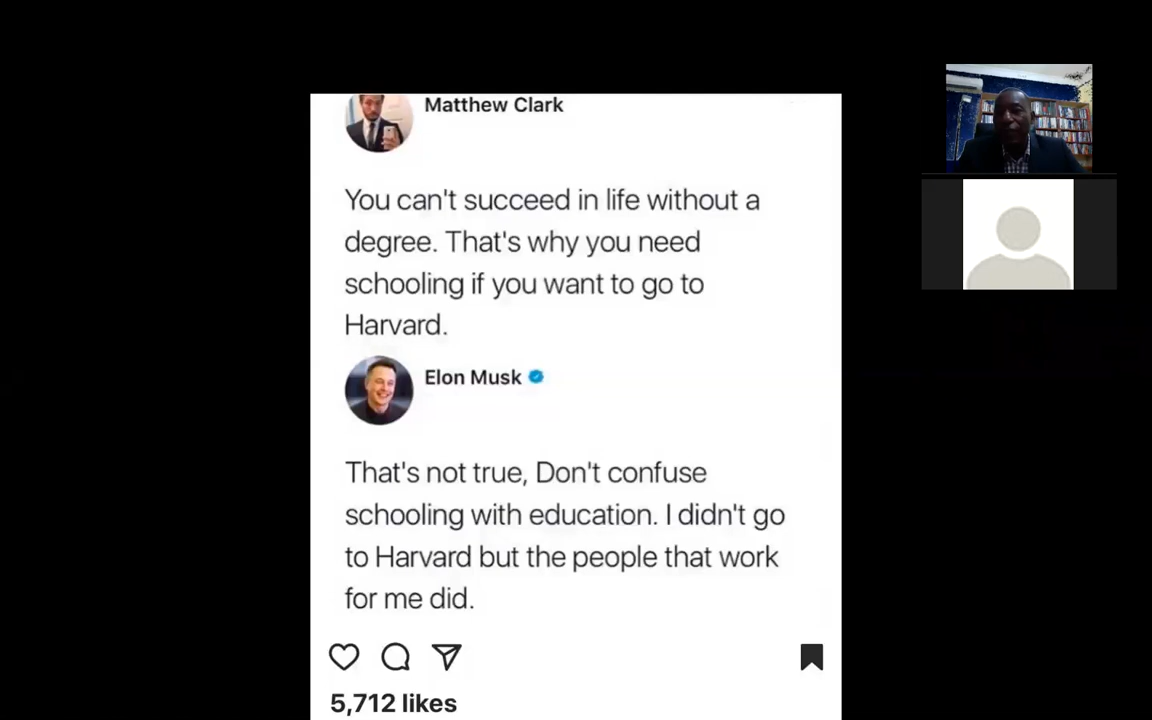 Matthew Clark
You can't succeed in life without a
degree. That's why you need
schooling if you want to go to
Harvard.
Elon Musk
That's not true, Don't confuse
schooling with education. I didn't go
to Harvard but the people that work
for me did.
5,712 likes